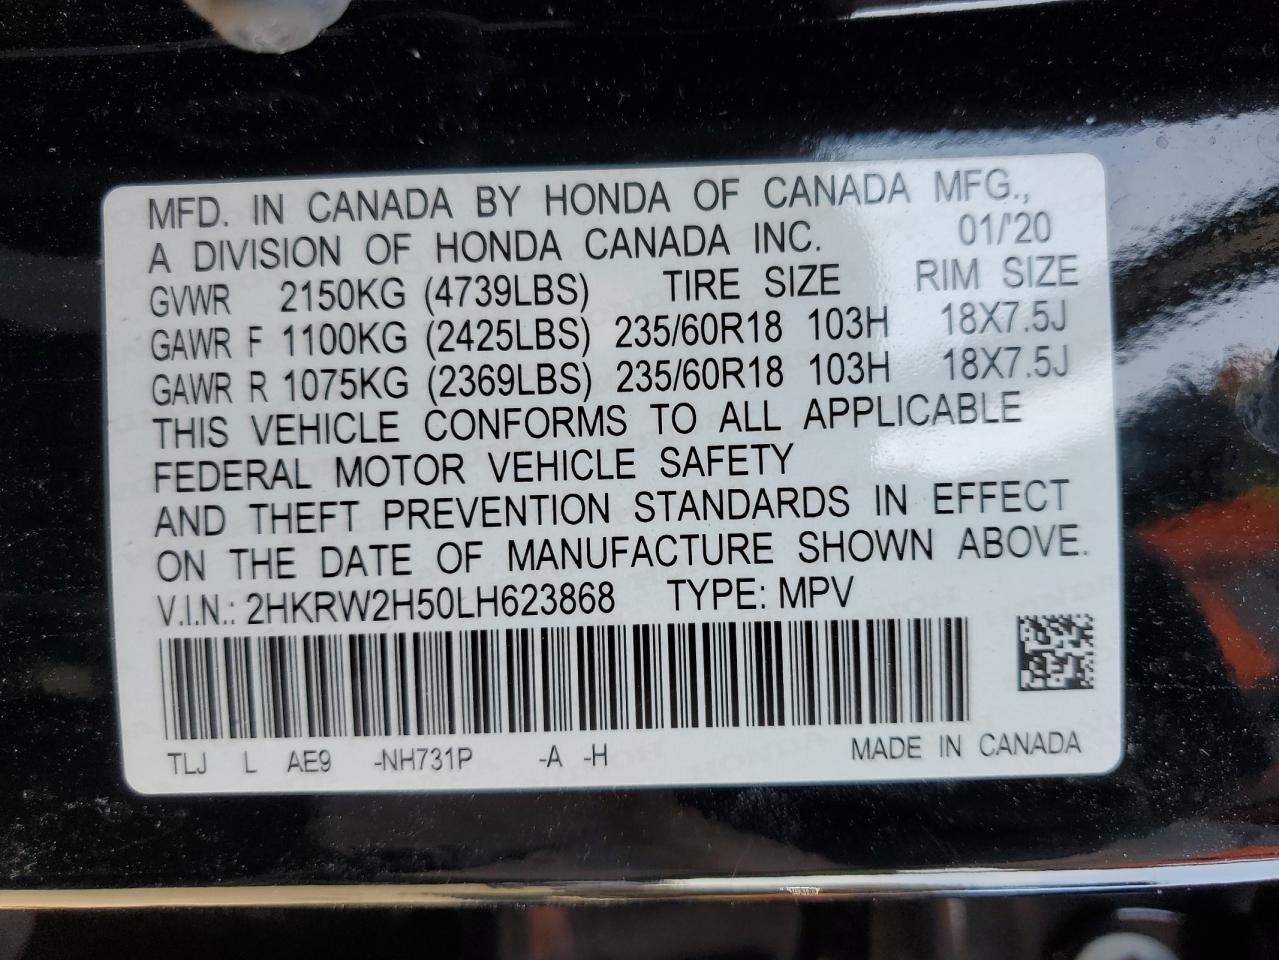 MFD. IN CANADA BY HONDA OF CANADA MFG.,
A DIVISION OF HONDA CANADA INC. 01/'20
GVWR 2150KG (4739LBS) TIRE SIZE RIM SIZE
GAWR F 1100KG (2425LBS) 235/60R18 103H 18X7.5J
GAWR R 1075KG (2369LBS) 235/60R18 103H 18X7.5J
THIS VEHICLE CONFORMS TO ALL APPLICABLE
FEDERAL MOTOR VEHICLE SAFETY
AND THEFT PREVENTION STANDARDS IN EFFECT
ON THE DATE OF MANUFACTURE SHOWN ABOVE.
V.I.N.: 2HKRW2H50LH623868 TYPE: MPV
TLJ L AE9 -NH731P -A -H MADE IN CANADA